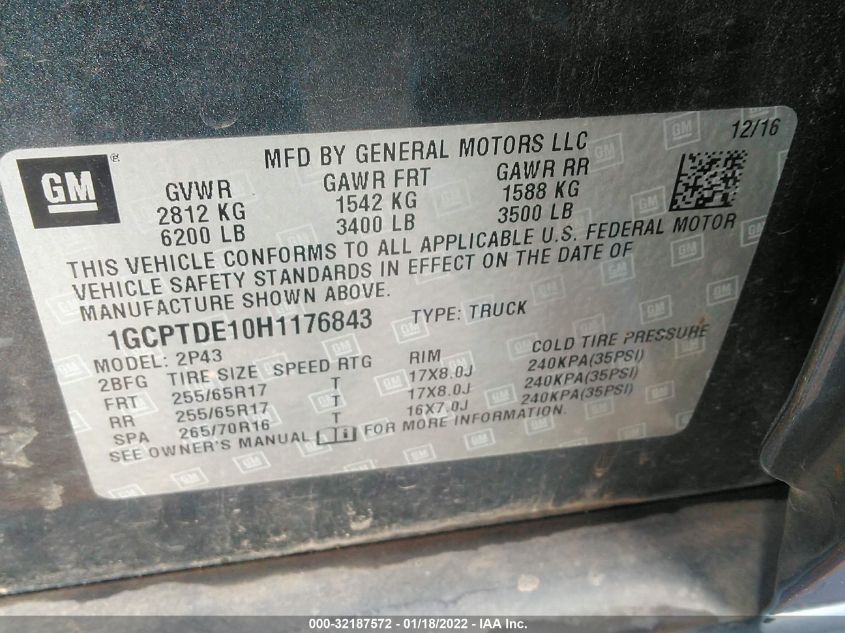 12/16
GM
MFD BY GENERAL MOTORS LLC
GVWR GAWR FRT GAWR RR
2812 KG 1542 KG 1588 KG
6200 LB 3400 LB 3500 LB
THIS VEHICLE CONFORMS TO ALL APPLICABLE U.S. FEDERAL MOTOR
VEHICLE SAFETY STANDARDS IN EFFECT ON THE DATE OF
MANUFACTURE SHOWN ABOVE.
1GCPTDE10H1176843 TYPE: TRUCK
MODEL: 2P43
2BFG TIRE SIZE SPEED RTG RIM COLD TIRE PRESSURE
FRT 255/65R17 T 17X8.0J 240KPA(35PSI)
RR 255/65R17 T 17X8.0J 240KPA(35PSI)
SPA 265/70R16 T 16X7.0J 240KPA(35PSI)
SEE OWNER'S MANUAL FOR MORE INFORMATION.
000-32187572 - 01/18/2022 - IAA Inc.